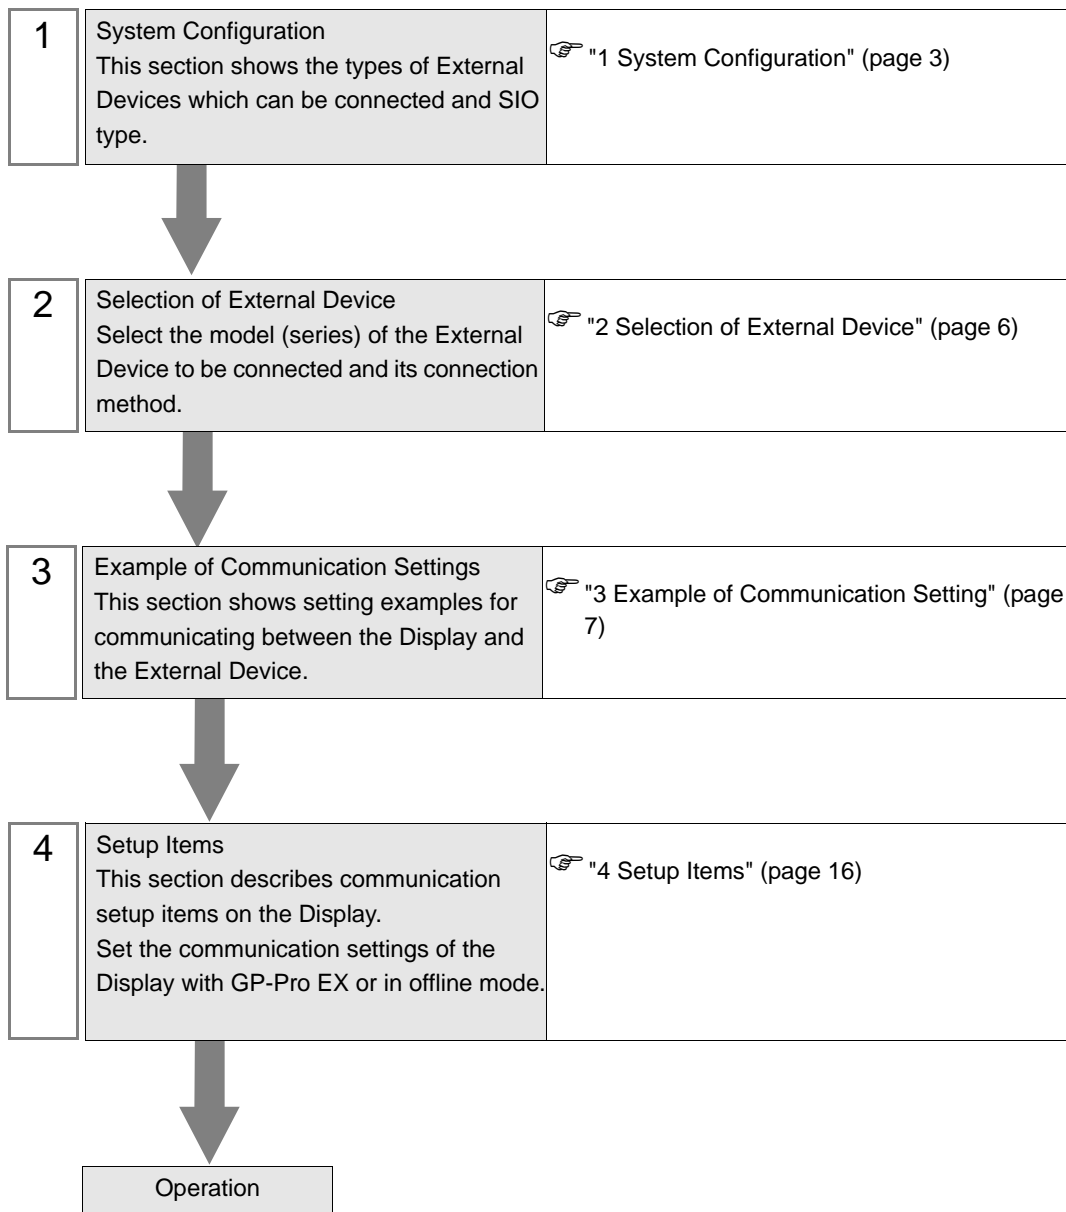 1
System Configuration
This section shows the types of External
Devices which can be connected and SIO
type.
"1 System Configuration" (page 3)
2
Selection of External Device
Select the model (series) of the External
Device to be connected and its connection
method.
"2 Selection of External Device" (page 6)
3
Example of Communication Settings
This section shows setting examples for
communicating between the Display and
the External Device.
"3 Example of Communication Setting" (page
7)
4
Setup Items
This section describes communication
setup items on the Display.
Set the communication settings of the
Display with GP-Pro EX or in offline mode.
"4 Setup Items" (page 16)
Operation